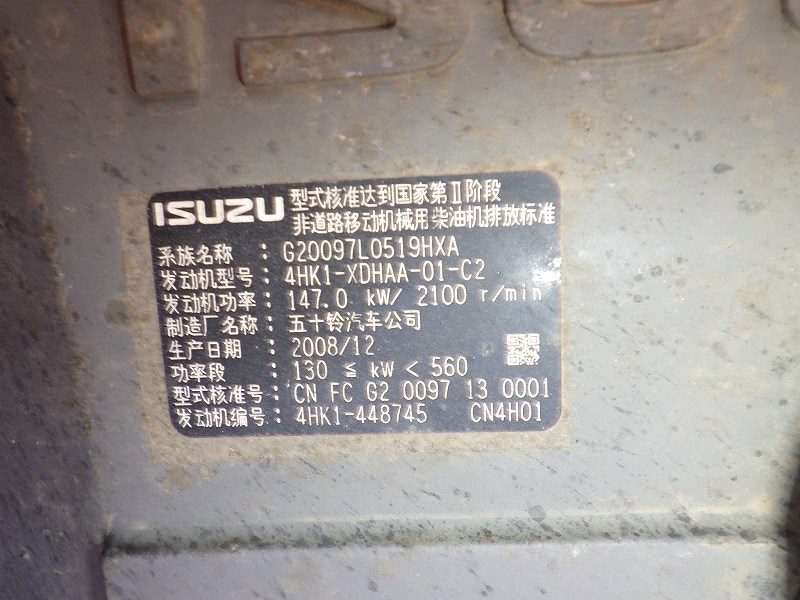 ISUZU 型式核准达到国家第Ⅱ阶段
非道路移动机械用柴油机排放标准
系族名称 : G20097L0519HXA
发动机型号 : 4HK1-XDHAA-01-C2
发动机功率 : 147.0 kW/ 2100 r/min
制造厂名称 : 五十铃汽车公司
生产日期 : 2008/12
功率段 : 130 ≦ kW < 560
型式核准号 : CN FC G2 0097 13 0001
发动机编号 : 4HK1-448745 CN4H01